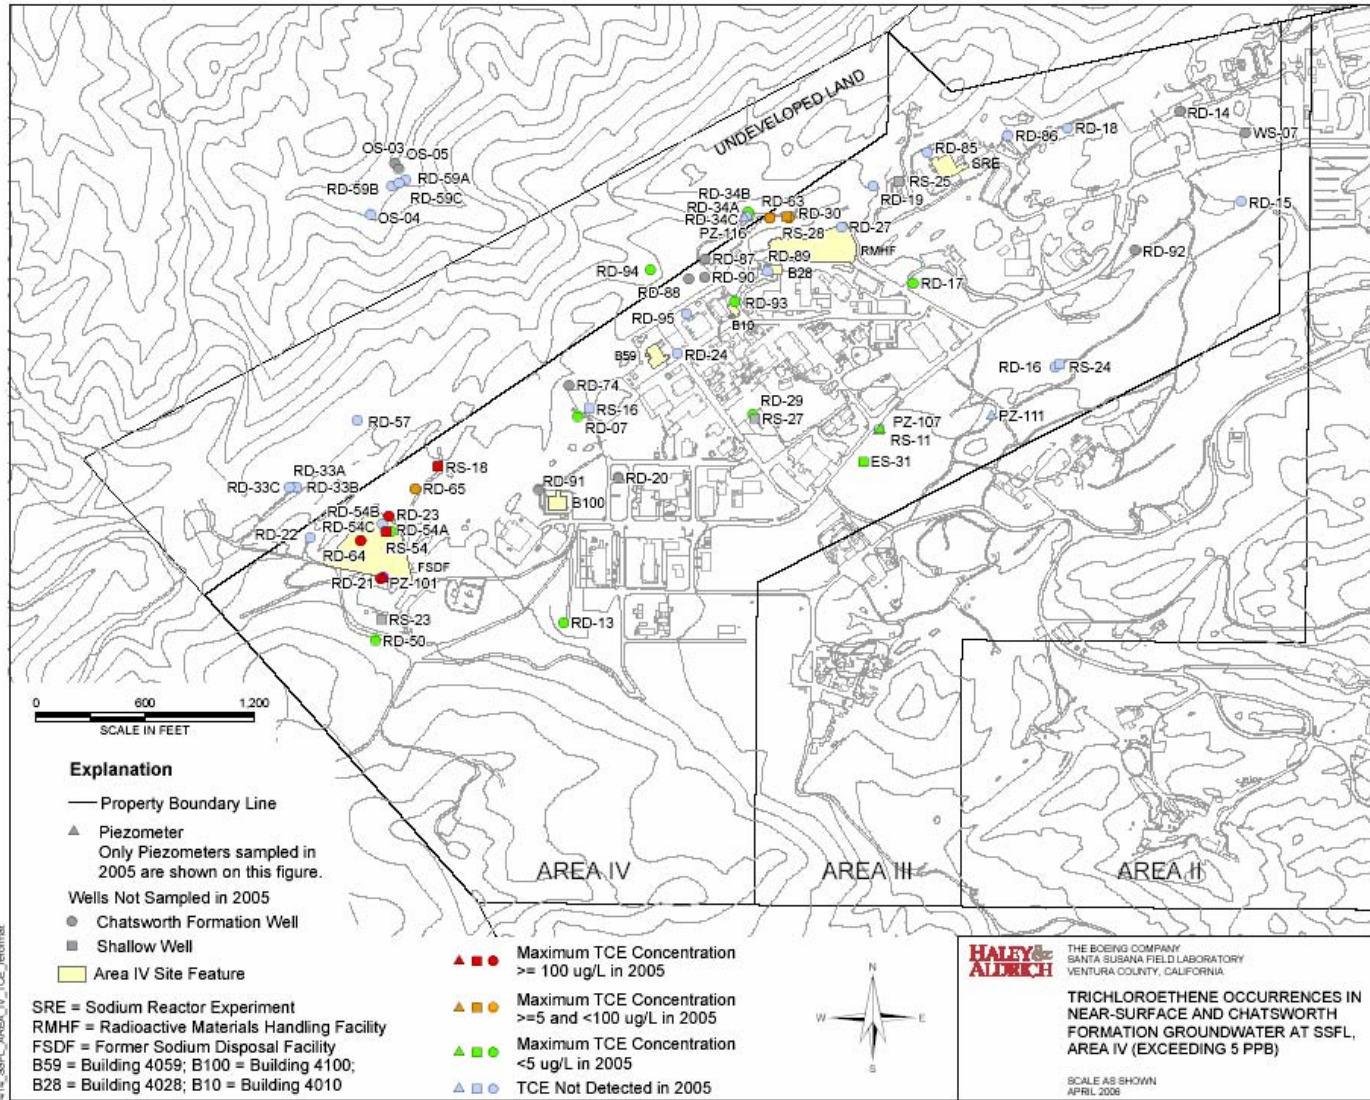 UNDEVELOPED LAND
OS-03
OS-05
RD-59A
RD-59B
RD-59C
OS-04
RD-14
WS-07
RD-18
RD-86
RD-85
SRE
RS-25
RD-19
RD-15
RD-34B
RD-63
RD-34A
RD-30
RD-34C
RS-28
RD-27
PZ-116
RMHF
RD-92
RD-87
RD-89
B28
RD-94
RD-90
RD-88
RD-17
RD-93
RD-95
B10
B59
RD-24
RD-16
RS-24
RD-74
RS-16
RD-07
RD-29
RS-27
PZ-107
RS-11
PZ-111
ES-31
RD-57
RS-18
RD-33A
RD-33C
RD-33B
RD-65
RD-91
B100
RD-20
RD-54B
RD-23
RD-54C
RD-54A
RD-22
RS-54
RD-64
FSDF
RD-21
PZ-101
RS-23
RD-50
RD-13
0 600 1,200
SCALE IN FEET
AREA IV
AREA III
AREA II
Explanation
Property Boundary Line
Piezometer
Only Piezometers sampled in
2005 are shown on this figure.
Wells Not Sampled in 2005
Chatsworth Formation Well
Shallow Well
Area IV Site Feature
SRE = Sodium Reactor Experiment
RMHF = Radioactive Materials Handling Facility
FSDF = Former Sodium Disposal Facility
B59 = Building 4059; B100 = Building 4100;
B28 = Building 4028; B10 = Building 4010
Maximum TCE Concentration
>= 100 ug/L in 2005
Maximum TCE Concentration
>=5 and <100 ug/L in 2005
Maximum TCE Concentration
<5 ug/L in 2005
TCE Not Detected in 2005
N
W E
S
HALEY &
ALDRICH
THE BOEING COMPANY
SANTA SUSANA FIELD LABORATORY
VENTURA COUNTY, CALIFORNIA
TRICHLOROETHENE OCCURRENCES IN
NEAR-SURFACE AND CHATSWORTH
FORMATION GROUNDWATER AT SSFL,
AREA IV (EXCEEDING 5 PPB)
SCALE AS SHOWN
APRIL 2006